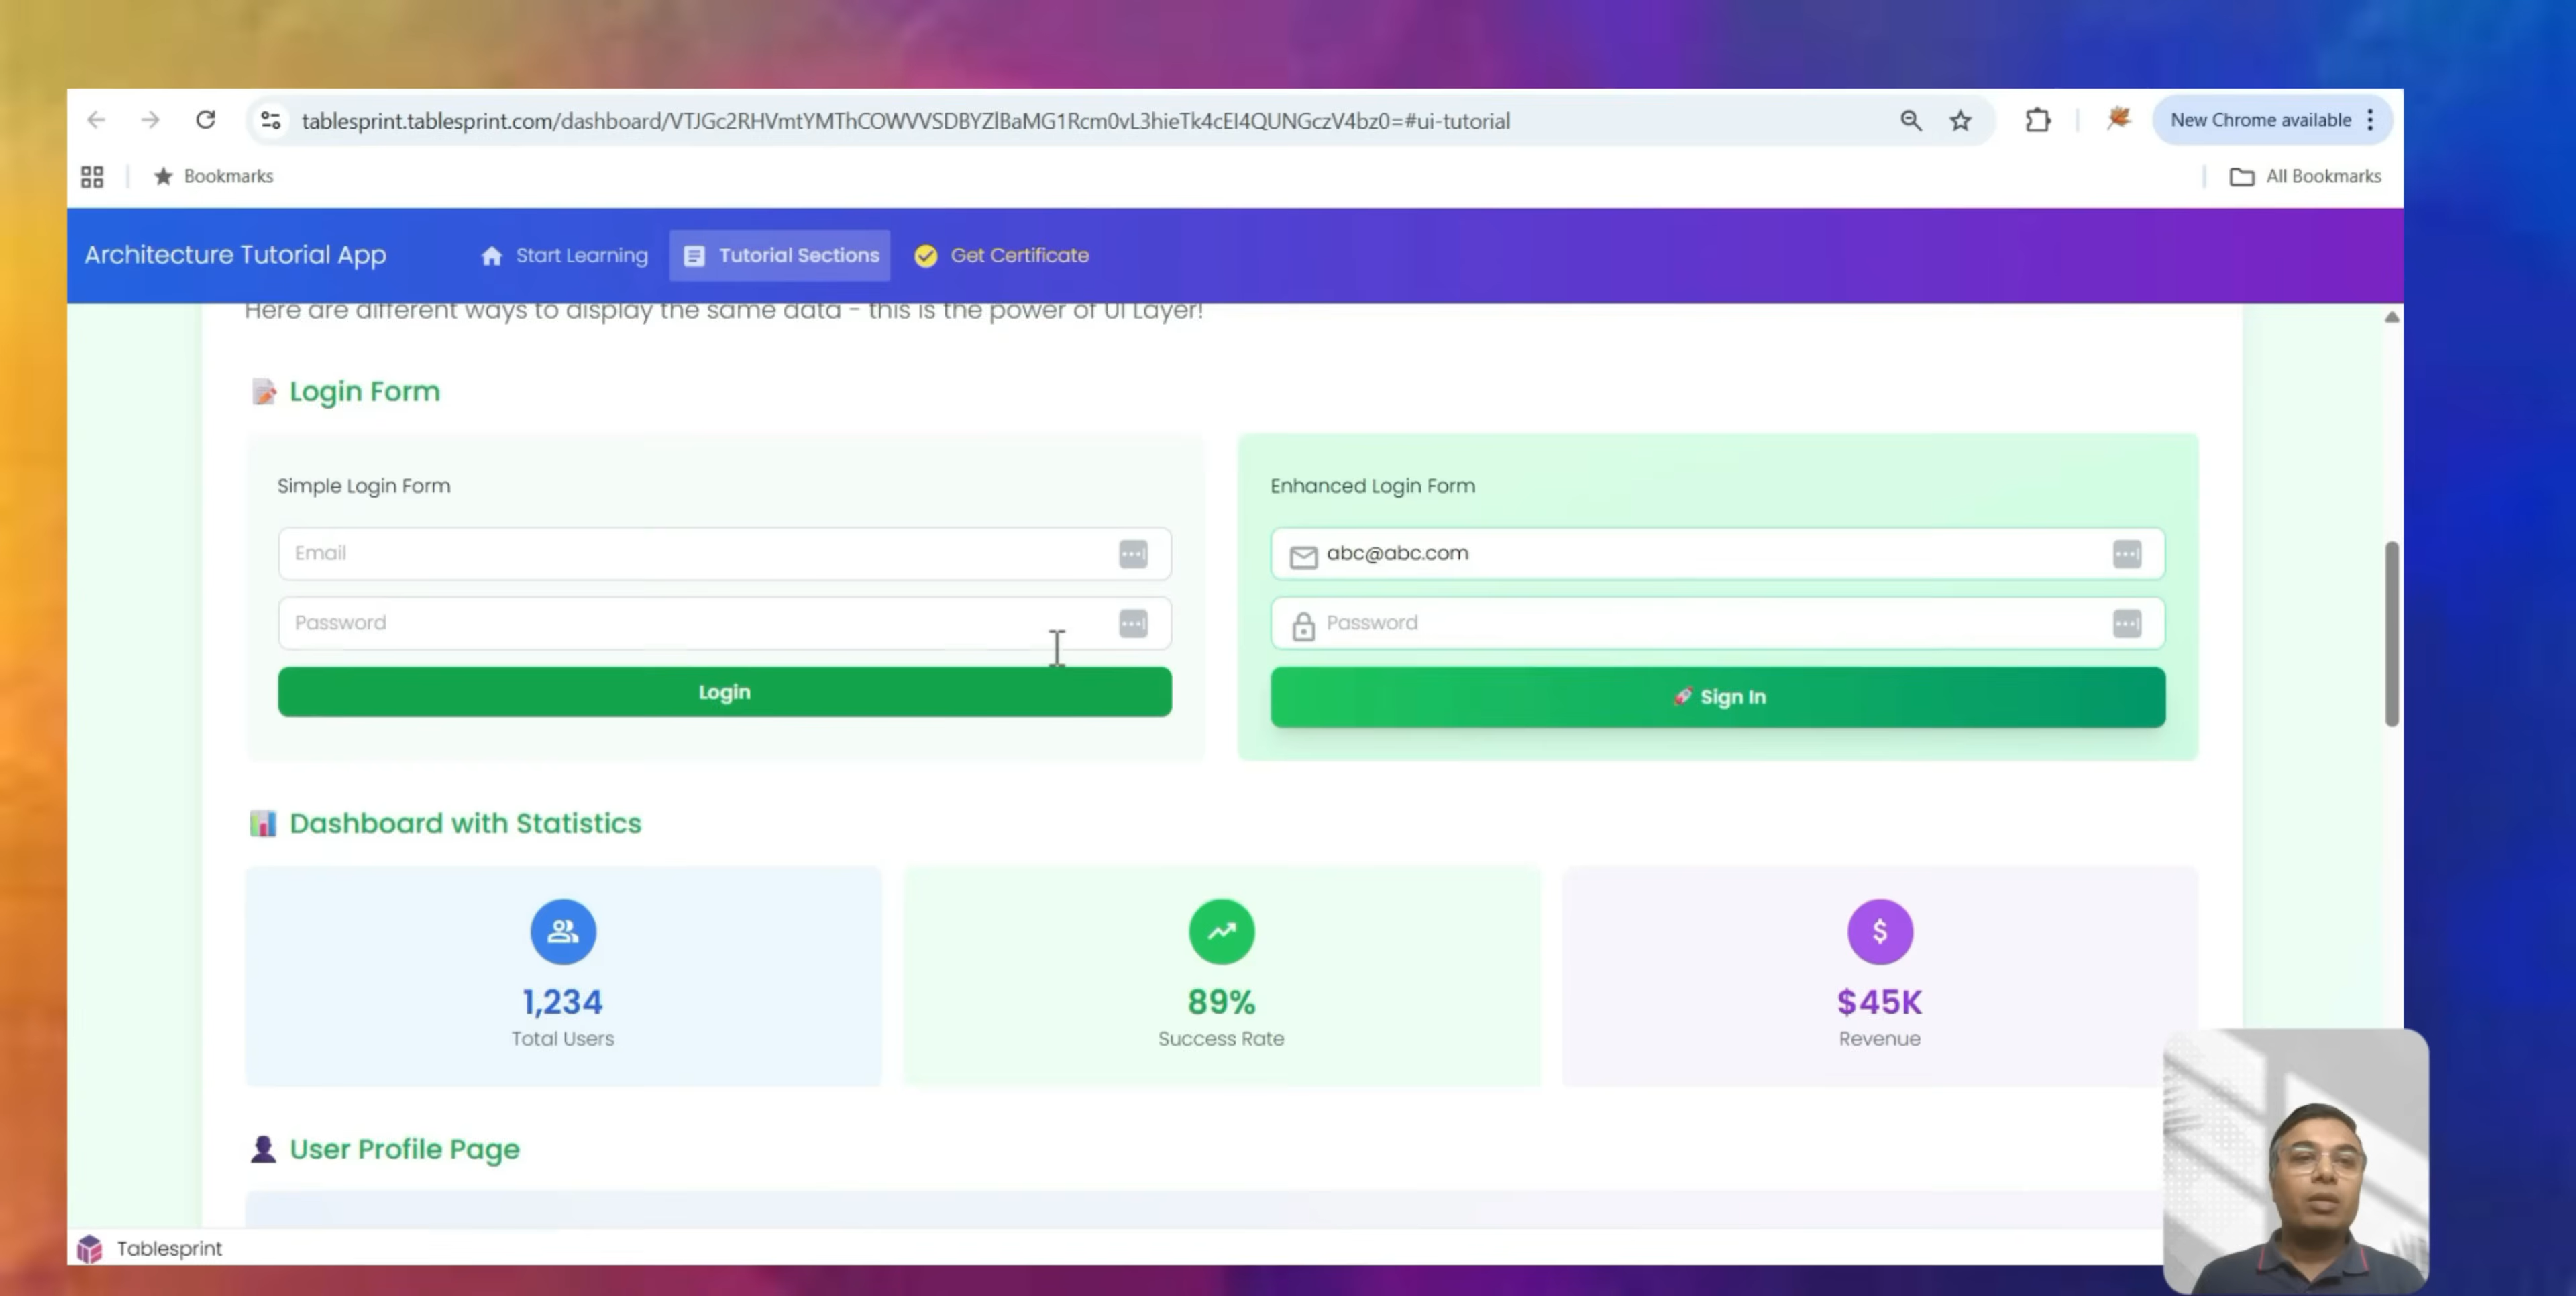 tablesprint.tablesprint.com/dashboard/VTJGc2RHVmtYMThCOWVVSDBYZlBaMG1Rcm0vL3hieTk4cEI4QUNGczV4bz0=#ui-tutorial
New Chrome available
Bookmarks
All Bookmarks
Architecture Tutorial App
Start Learning
Tutorial Sections
Get Certificate
Here are different ways to display the same data - this is the power of UI Layer!
Login Form
Simple Login Form
Enhanced Login Form
Email
abc@abc.com
Password
Password
Login
Sign In
Dashboard with Statistics
1,234
89%
$45K
Total Users
Success Rate
Revenue
User Profile Page
Tablesprint